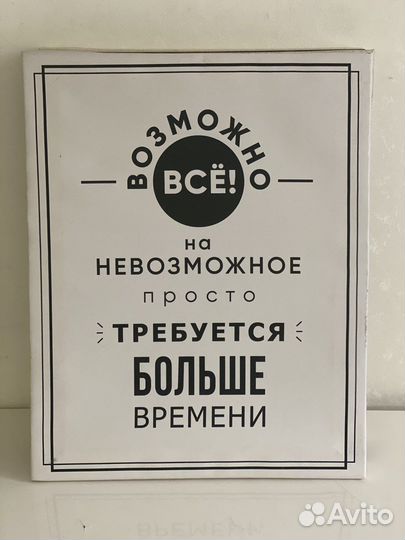 ВОЗМОЖНО
ВСЁ!
на
НЕВОЗМОЖНОЕ
просто
ТРЕБУЕТСЯ
БОЛЬШЕ
ВРЕМЕНИ
Avito